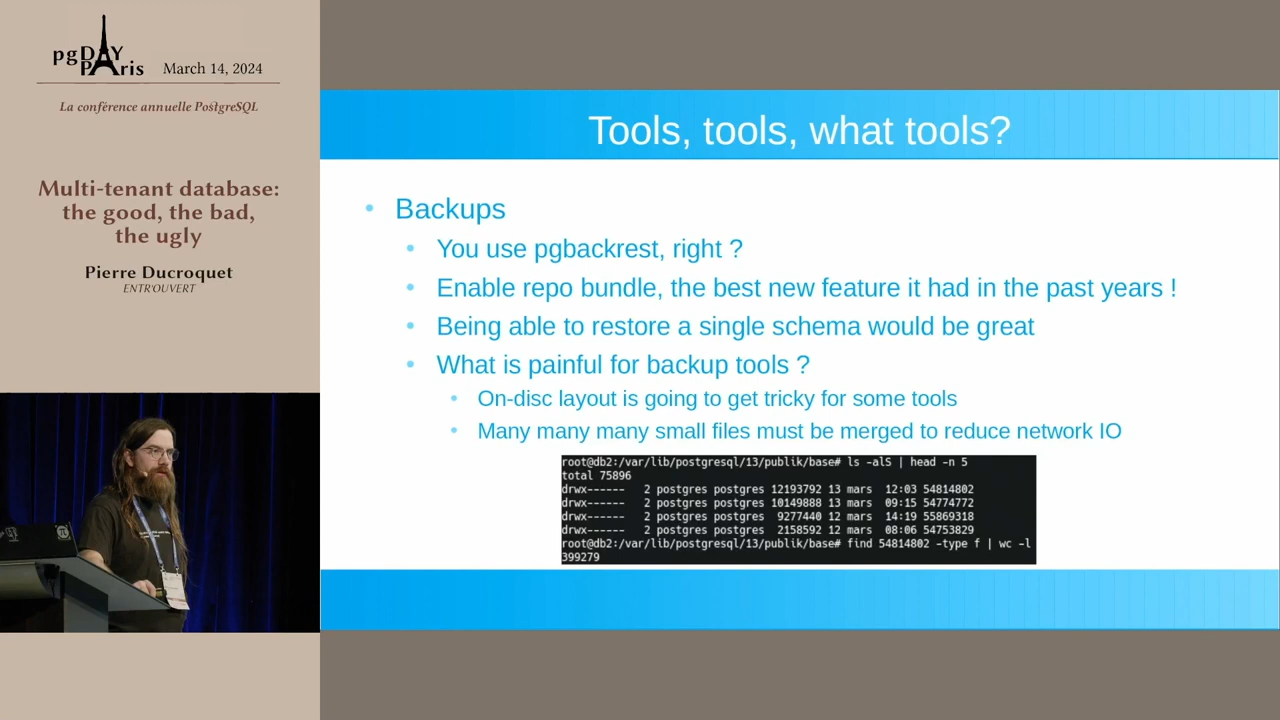 pgDAY
PAris
March 14, 2024
La conférence annuelle PostgreSQL
Multi-tenant database:
the good, the bad,
the ugly
Pierre Ducroquet
ENTR'OUVERT
Tools, tools, what tools?
Backups
You use pgbackrest, right ?
Enable repo bundle, the best new feature it had in the past years !
Being able to restore a single schema would be great
What is painful for backup tools ?
On-disc layout is going to get tricky for some tools
Many many many small files must be merged to reduce network IO
root@db2:/var/lib/postgresql/13/publik/base# ls -alS | head -n 5
total 75896
drwx------ 2 postgres postgres 12193792 13 mars 12:03 54814802
drwx------ 2 postgres postgres 10149888 13 mars 09:15 54774772
drwx------ 2 postgres postgres 9277440 12 mars 14:19 55869318
drwx------ 2 postgres postgres 2158592 12 mars 08:06 54753829
root@db2:/var/lib/postgresql/13/publik/base# find 54814802 -type f | wc -l
399279